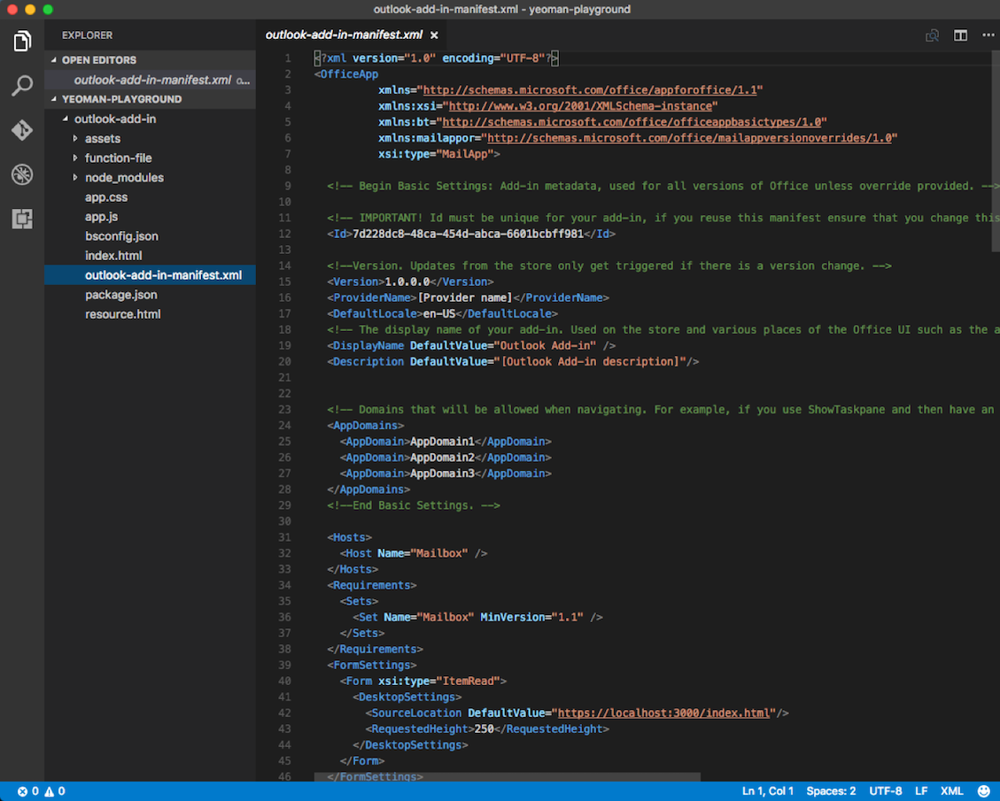 outlook-add-in-manifest.xml - yeoman-playground
EXPLORER
OPEN EDITORS
outlook-add-in-manifest.xml o...
YEOMAN-PLAYGROUND
outlook-add-in
assets
function-file
node_modules
app.css
app.js
bsconfig.json
index.html
outlook-add-in-manifest.xml
package.json
resource.html
outlook-add-in-manifest.xml ×
1 <?xml version="1.0" encoding="UTF-8"?>
2 <OfficeApp
3 xmlns="http://schemas.microsoft.com/office/appforoffice/1.1"
4 xmlns:xsi="http://www.w3.org/2001/XMLSchema-instance"
5 xmlns:bt="http://schemas.microsoft.com/office/officeappbasictypes/1.0"
6 xmlns:mailappor="http://schemas.microsoft.com/office/mailappversionoverrides/1.0"
7 xsi:type="MailApp">
8
9 <!-- Begin Basic Settings: Add-in metadata, used for all versions of Office unless override provided. -->
10
11 <!-- IMPORTANT! Id must be unique for your add-in, if you reuse this manifest ensure that you change this
12 <Id>7d228dc8-48ca-454d-abca-6601bcbff981</Id>
13
14 <!--Version. Updates from the store only get triggered if there is a version change. -->
15 <Version>1.0.0.0</Version>
16 <ProviderName>[Provider name]</ProviderName>
17 <DefaultLocale>en-US</DefaultLocale>
18 <!-- The display name of your add-in. Used on the store and various places of the Office UI such as the a
19 <DisplayName DefaultValue="Outlook Add-in" />
20 <Description DefaultValue="[Outlook Add-in description]"/>
21
22
23 <!-- Domains that will be allowed when navigating. For example, if you use ShowTaskpane and then have an
24 <AppDomains>
25 <AppDomain>AppDomain1</AppDomain>
26 <AppDomain>AppDomain2</AppDomain>
27 <AppDomain>AppDomain3</AppDomain>
28 </AppDomains>
29 <!--End Basic Settings. -->
30
31 <Hosts>
32 <Host Name="Mailbox" />
33 </Hosts>
34 <Requirements>
35 <Sets>
36 <Set Name="Mailbox" MinVersion="1.1" />
37 </Sets>
38 </Requirements>
39 <FormSettings>
40 <Form xsi:type="ItemRead">
41 <DesktopSettings>
42 <SourceLocation DefaultValue="https://localhost:3000/index.html"/>
43 <RequestedHeight>250</RequestedHeight>
44 </DesktopSettings>
45 </Form>
46 </FormSettings>
0 0 Ln 1, Col 1 Spaces: 2 UTF-8 LF XML